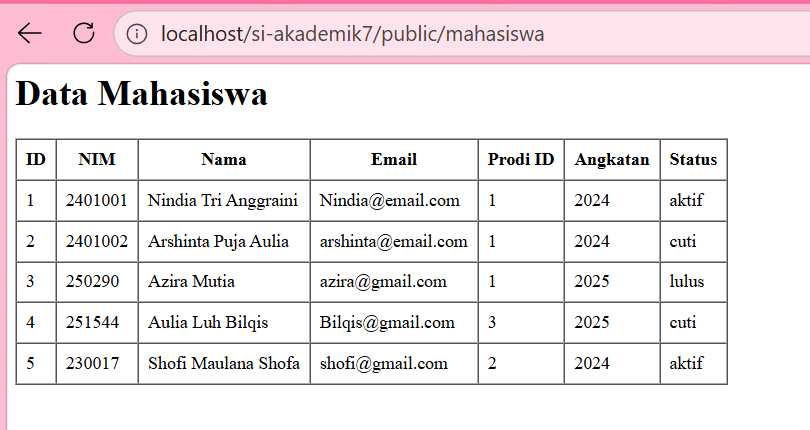 localhost/si-akademik7/public/mahasiswa
Data Mahasiswa
ID NIM Nama Email Prodi ID Angkatan Status
1 2401001 Nindia Tri Anggraini Nindia@email.com 1 2024 aktif
2 2401002 Arshinta Puja Aulia arshinta@email.com 1 2024 cuti
3 250290 Azira Mutia azira@gmail.com 1 2025 lulus
4 251544 Aulia Luh Bilqis Bilqis@gmail.com 3 2025 cuti
5 230017 Shofi Maulana Shofa shofi@gmail.com 2 2024 aktif